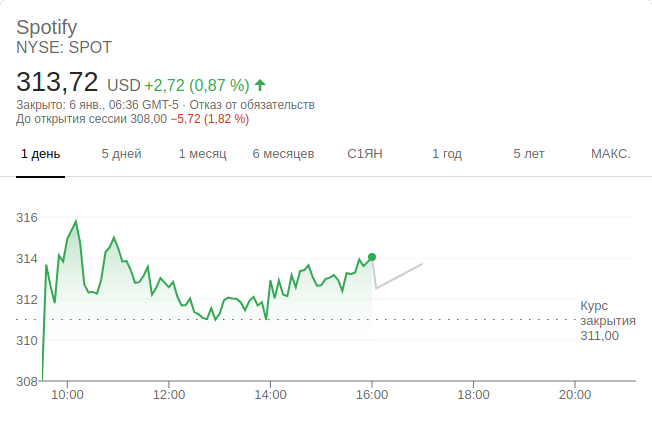 Spotify
NYSE: SPOT
313,72 USD +2,72 (0,87 %)
Закрыто: 6 янв., 06:36 GMT-5 · Отказ от обязательств
До открытия сессии 308,00 −5,72 (1,82 %)
1 день 5 дней 1 месяц 6 месяцев С1ЯН 1 год 5 лет МАКС.
316
314
312
Курс
закрытия
311,00
310
308
10:00 12:00 14:00 16:00 18:00 20:00